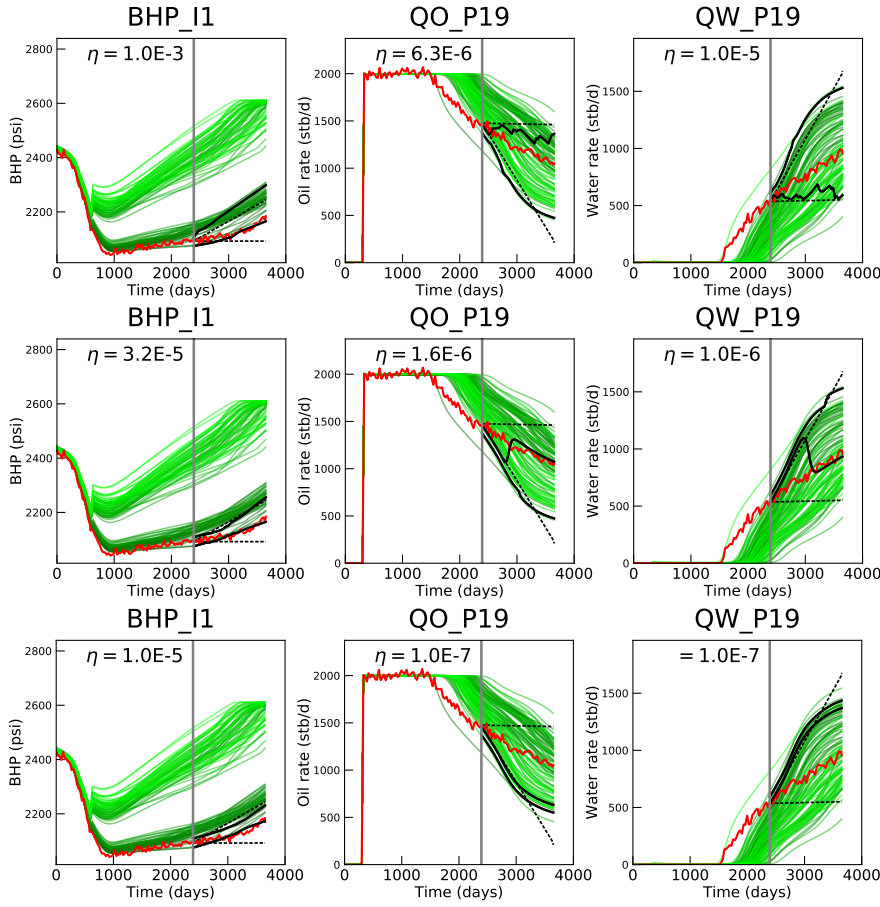 BHP_I1 QO_P19 QW_P19
η = 1.0E-3 η = 6.3E-6 η = 1.0E-5
2800 2600 2400 2200
BHP (psi)
0 1000 2000 3000 4000
Time (days)
2000 1500 1000 500 0
Oil rate (stb/d)
0 1000 2000 3000 4000
Time (days)
1500 1000 500 0
Water rate (stb/d)
0 1000 2000 3000 4000
Time (days)
BHP_I1 QO_P19 QW_P19
η = 3.2E-5 η = 1.6E-6 η = 1.0E-6
2800 2600 2400 2200
BHP (psi)
0 1000 2000 3000 4000
Time (days)
2000 1500 1000 500 0
Oil rate (stb/d)
0 1000 2000 3000 4000
Time (days)
1500 1000 500 0
Water rate (stb/d)
0 1000 2000 3000 4000
Time (days)
BHP_I1 QO_P19 QW_P19
η = 1.0E-5 η = 1.0E-7 = 1.0E-7
2800 2600 2400 2200
BHP (psi)
0 1000 2000 3000 4000
Time (days)
2000 1500 1000 500 0
Oil rate (stb/d)
0 1000 2000 3000 4000
Time (days)
1500 1000 500 0
Water rate (stb/d)
0 1000 2000 3000 4000
Time (days)